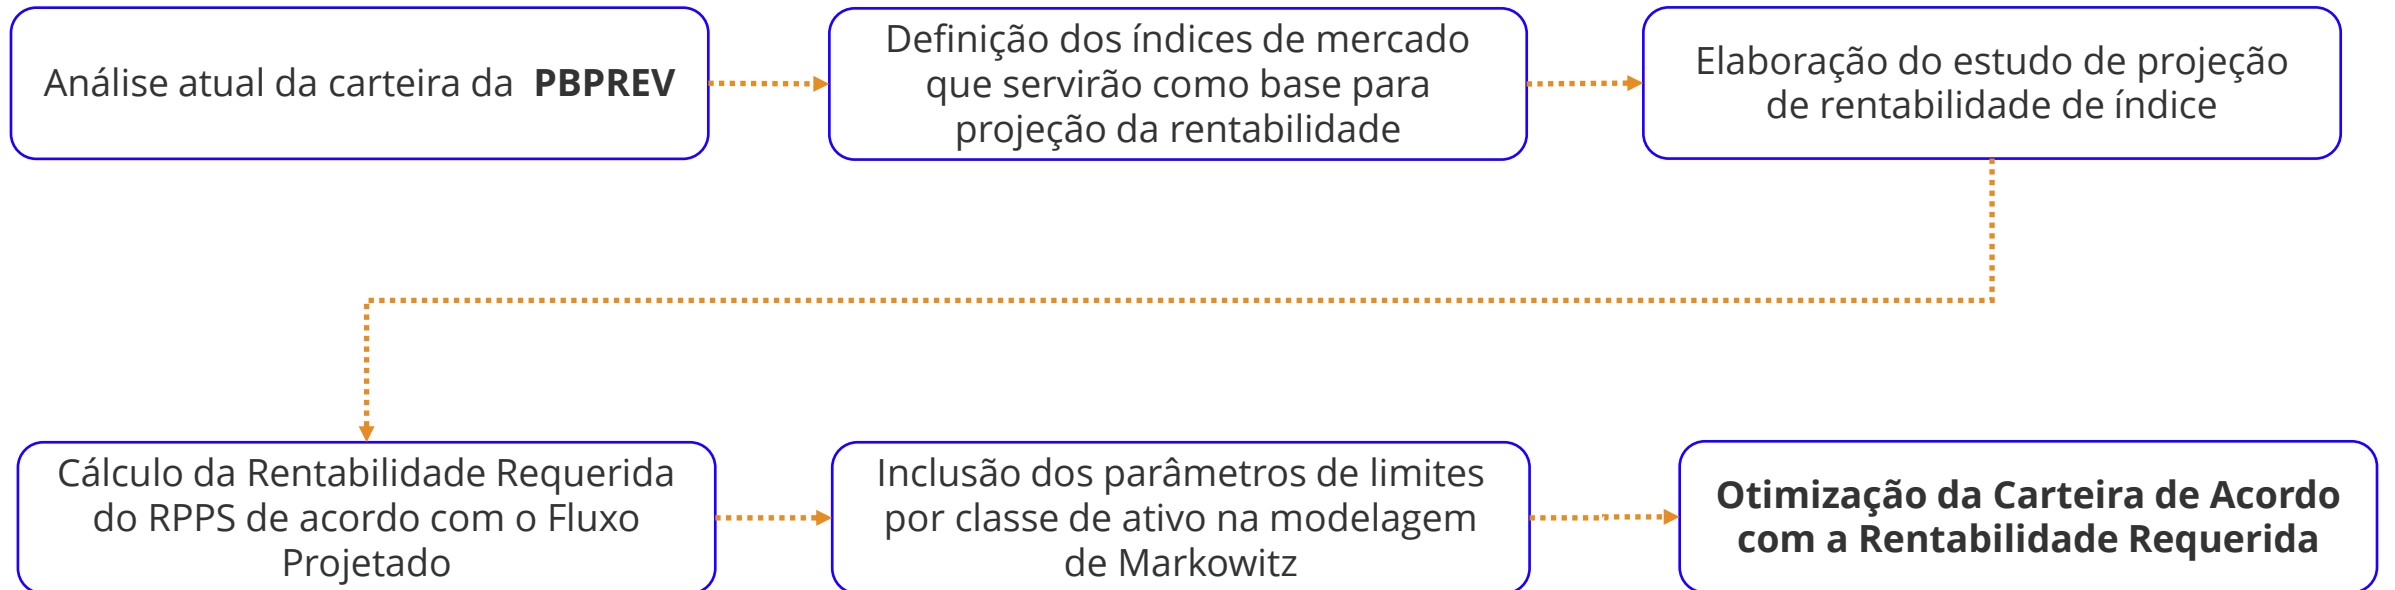 Análise atual da carteira da PBPREV
Definição dos índices de mercado
que servirão como base para
projeção da rentabilidade
Elaboração do estudo de projeção
de rentabilidade de índice
Cálculo da Rentabilidade Requerida
do RPPS de acordo com o Fluxo
Projetado
Inclusão dos parâmetros de limites
por classe de ativo na modelagem
de Markowitz
Otimização da Carteira de Acordo
com a Rentabilidade Requerida